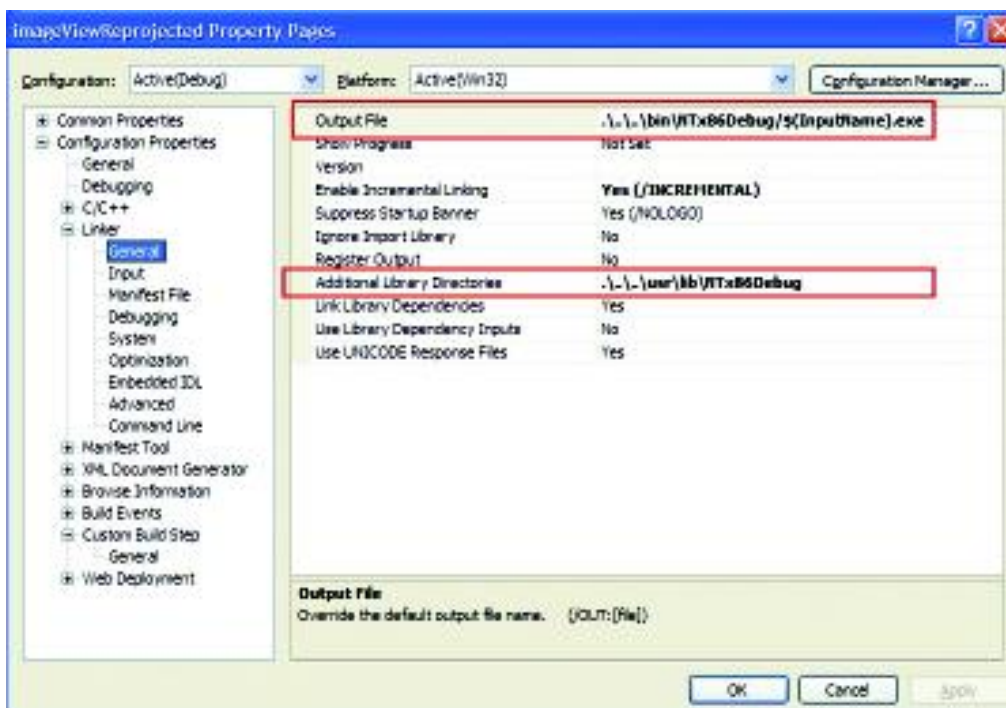 imageViewReprojected Property Pages
Configuration: Active(Debug) Platform: Active(Win32) Configuration Manager...
Common Properties
Configuration Properties
General
Debugging
C/C++
Linker
General
Input
Manifest File
Debugging
System
Optimization
Embedded IDL
Advanced
Command Line
Manifest Tool
XML Document Generator
Browse Information
Build Events
Custom Build Step
General
Web Deployment
Output File .\..\..\bin\ITx86Debug/$(InputName).exe
Show Progress Not Set
Version
Enable Incremental Linking Yes (/INCREMENTAL)
Suppress Startup Banner Yes (/NOLOGO)
Ignore Import Library No
Register Output No
Additional Library Directories .\..\..\usr\lib\ITx86Debug
Link Library Dependencies Yes
Use Library Dependency Inputs No
Use UNICODE Response Files Yes
Output File
Override the default output file name. (/OUT:[file])
OK Cancel Apply